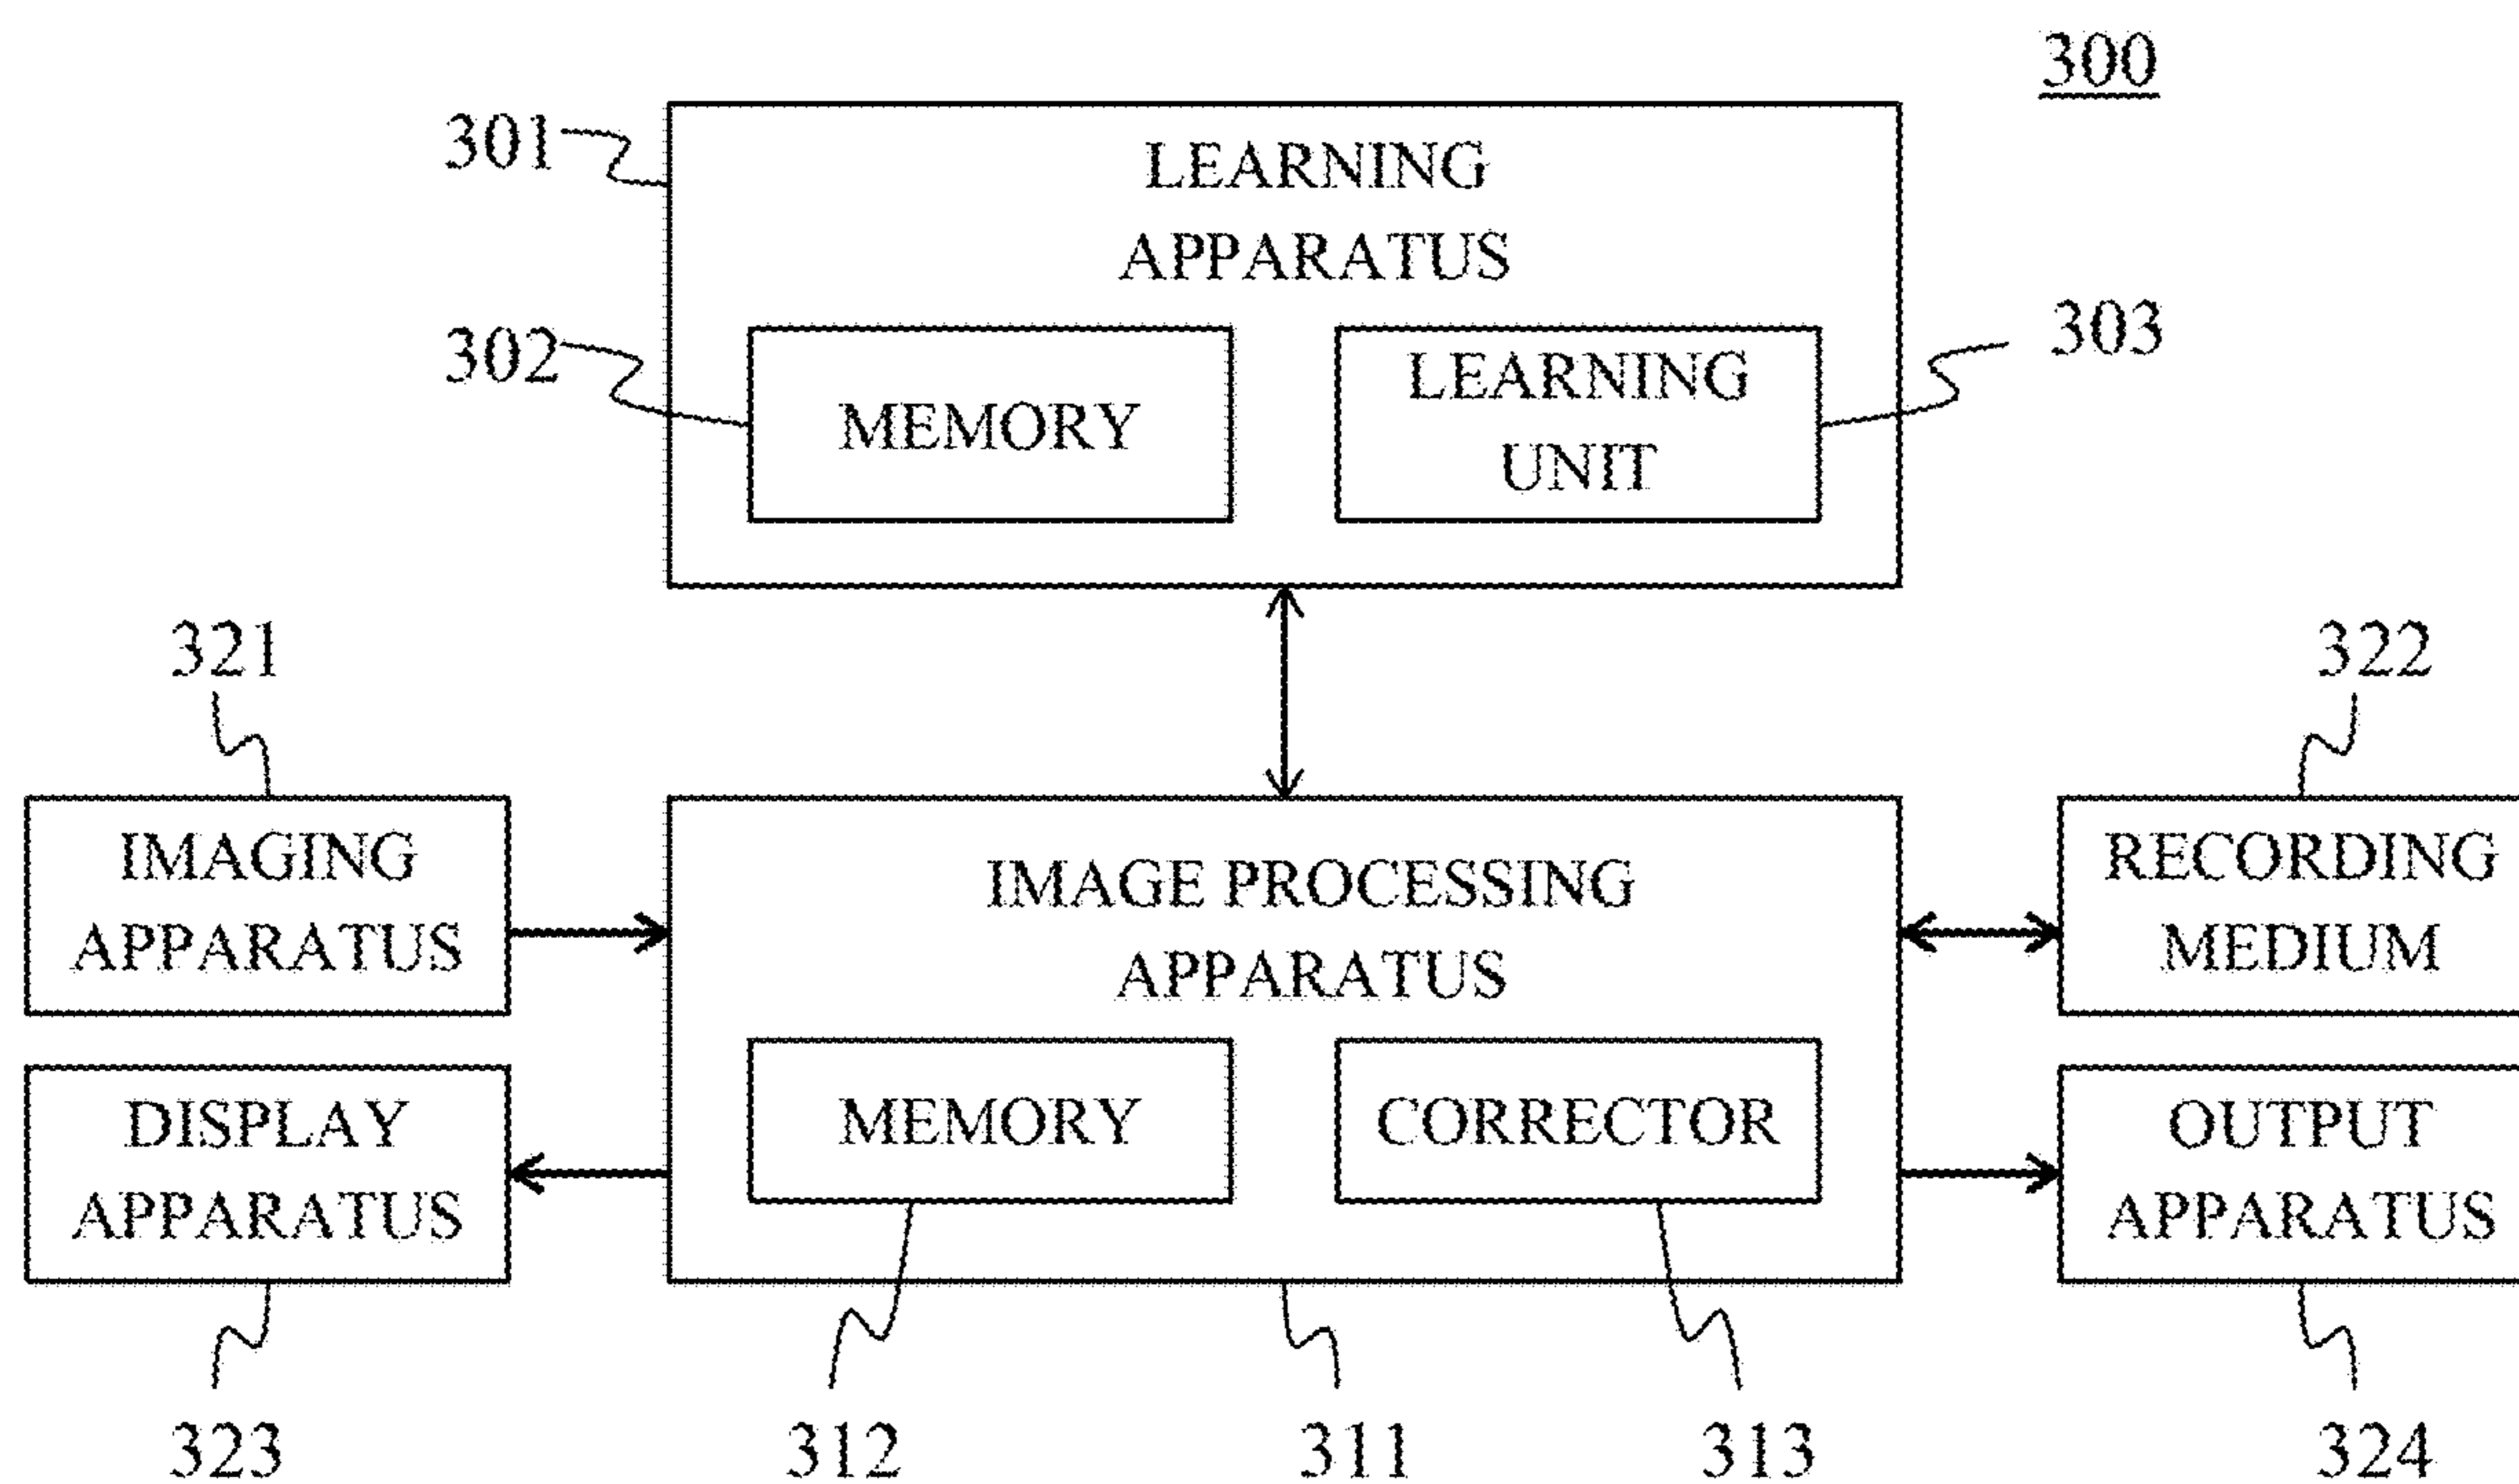 300
301
LEARNING
APPARATUS
302
MEMORY
LEARNING
UNIT
303
321
322
IMAGING
APPARATUS
IMAGE PROCESSING
APPARATUS
RECORDING
MEDIUM
DISPLAY
APPARATUS
MEMORY
CORRECTOR
OUTPUT
APPARATUS
323
312
311
313
324